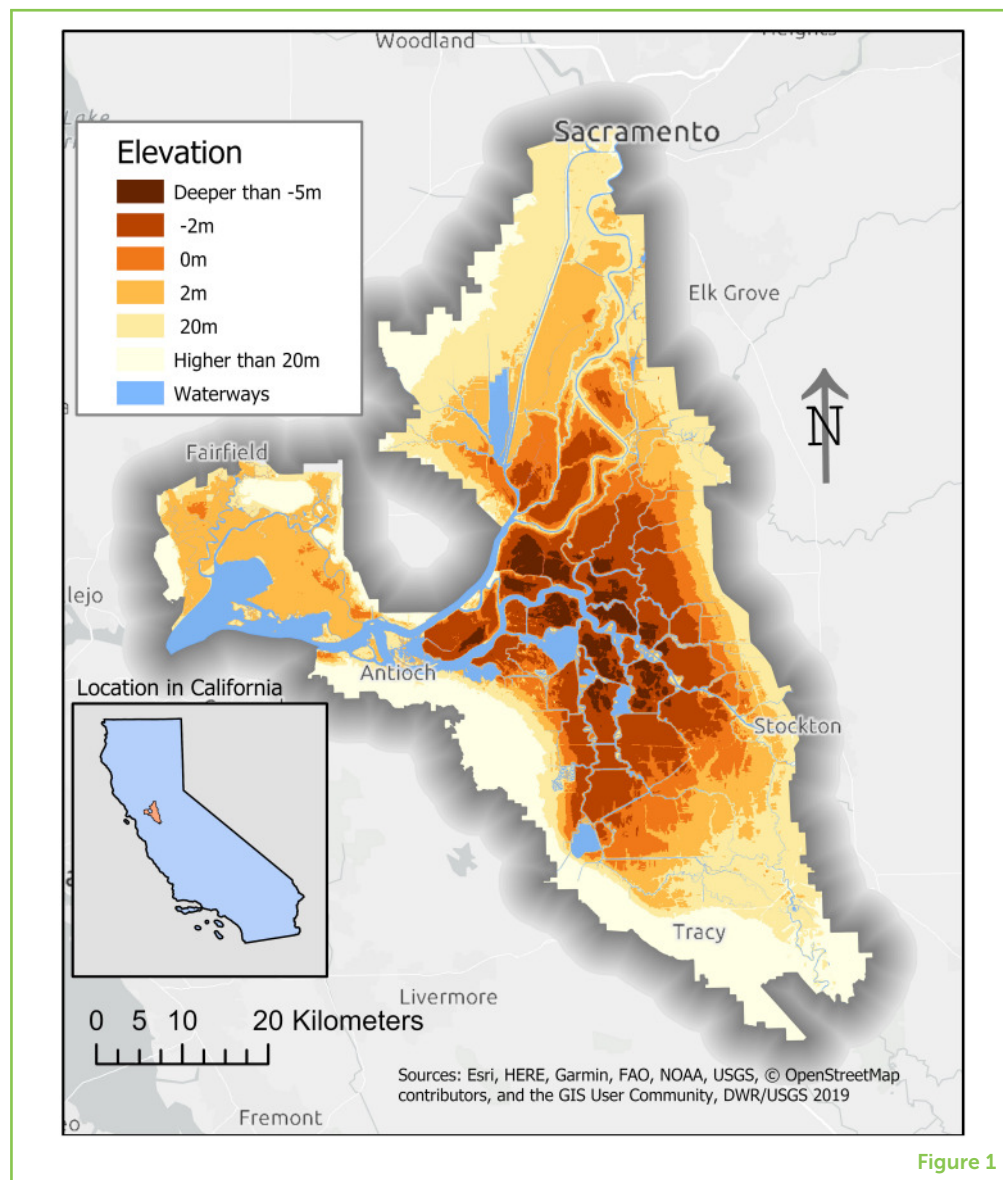 Woodland
Heights
Sacramento
Lake
Elevation
Deeper than -5m
-2m
0m
2m
20m
Higher than 20m
Waterways
Elk Grove
N
Fairfield
llejo
Antioch
Location in California
Stockton
Tracy
Livermore
0 5 10 20 Kilometers
Sources: Esri, HERE, Garmin, FAO, NOAA, USGS, © OpenStreetMap
contributors, and the GIS User Community, DWR/USGS 2019
Fremont
Figure 1